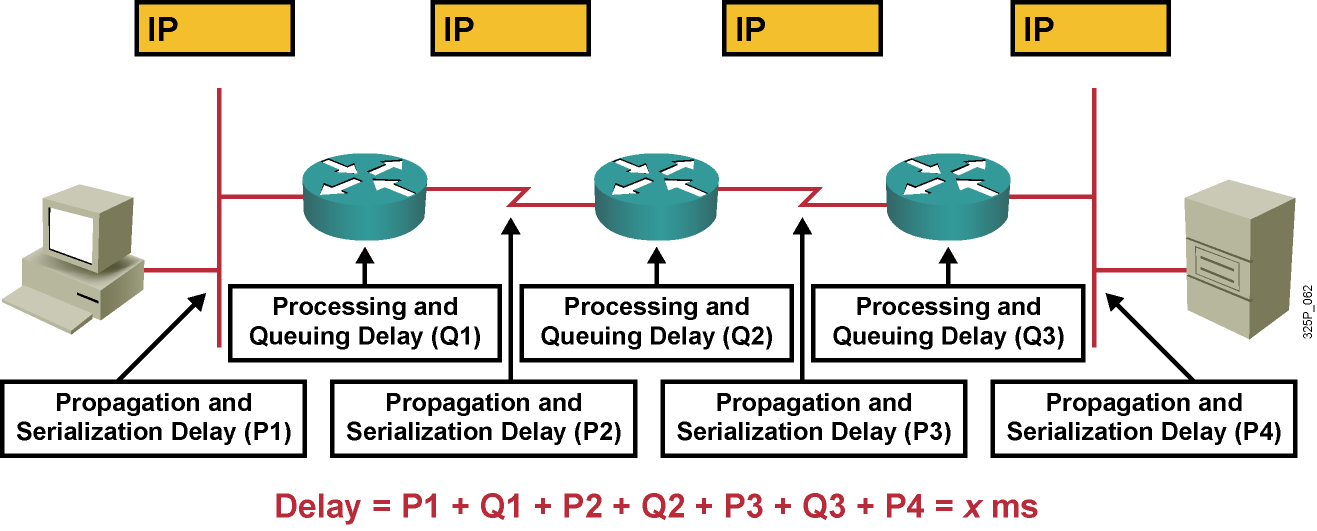 IP
IP
IP
IP
Processing and
Queuing Delay (Q1)
Processing and
Queuing Delay (Q2)
Processing and
Queuing Delay (Q3)
325P_062
Propagation and
Serialization Delay (P1)
Propagation and
Serialization Delay (P2)
Propagation and
Serialization Delay (P3)
Propagation and
Serialization Delay (P4)
Delay = P1 + Q1 + P2 + Q2 + P3 + Q3 + P4 = x ms